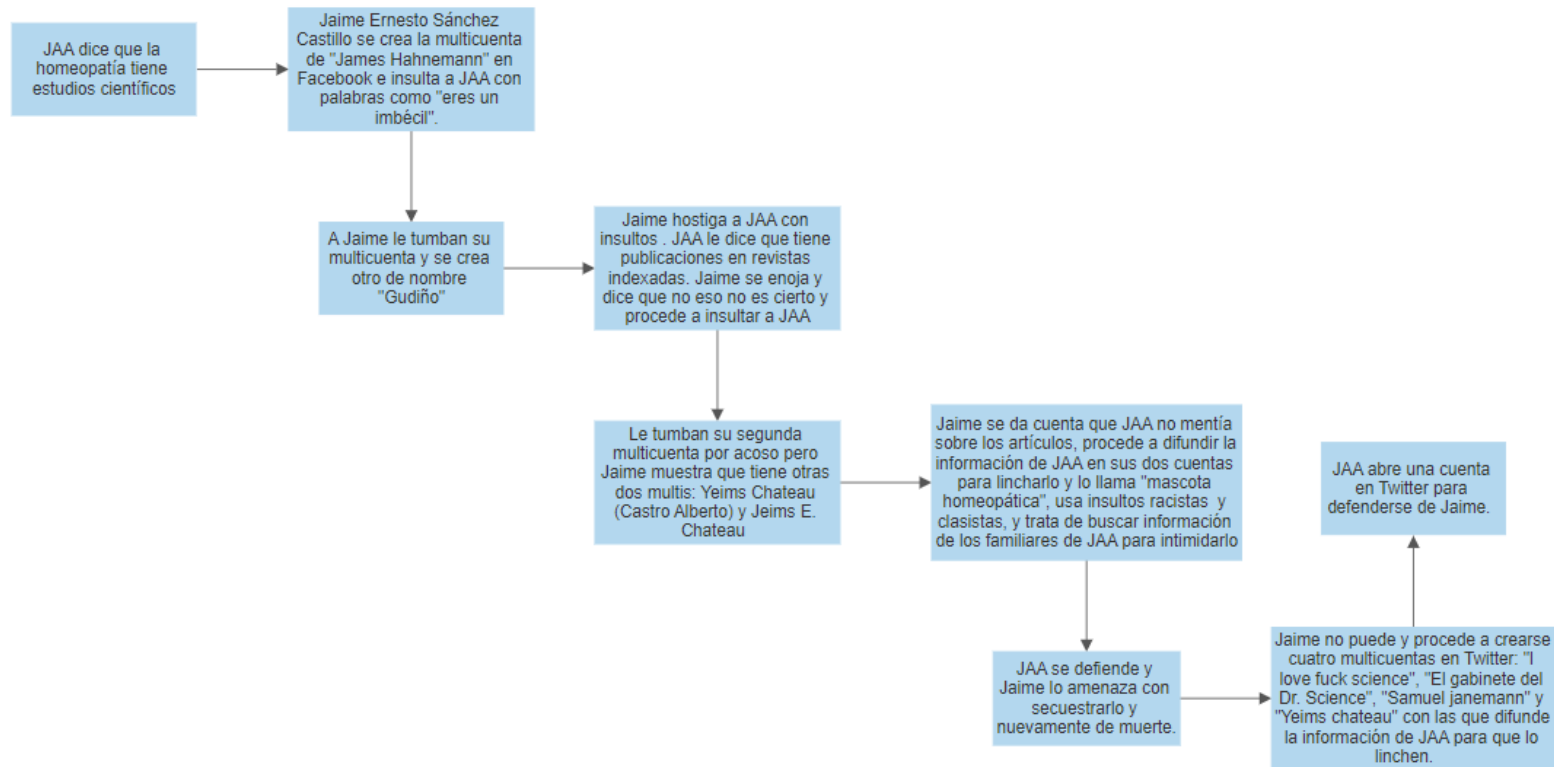 JAA dice que la
homeopatía tiene
estudios científicos
Jaime Ernesto Sánchez
Castillo se crea la multicuenta
de "James Hahnemann" en
Facebook e insulta a JAA con
palabras como "eres un
imbécil".
A Jaime le tumban su
multicuenta y se crea
otro de nombre
"Gudiño"
Jaime hostiga a JAA con
insultos . JAA le dice que tiene
publicaciones en revistas
indexadas. Jaime se enoja y
dice que no eso no es cierto y
procede a insultar a JAA
Le tumban su segunda
multicuenta por acoso pero
Jaime muestra que tiene otras
dos multis: Yeims Chateau
(Castro Alberto) y Jeims E.
Chateau
Jaime se da cuenta que JAA no mentía
sobre los artículos, procede a difundir la
información de JAA en sus dos cuentas
para lincharlo y lo llama "mascota
homeopática", usa insultos racistas y
clasistas, y trata de buscar información
de los familiares de JAA para intimidarlo
JAA se defiende y
Jaime lo amenaza con
secuestrarlo y
nuevamente de muerte.
Jaime no puede y procede a crearse
cuatro multicuentas en Twitter: "I
love fuck science", "El gabinete del
Dr. Science", "Samuel janemann" y
"Yeims chateau" con las que difunde
la información de JAA para que lo
linchen.
JAA abre una cuenta
en Twitter para
defenderse de Jaime.